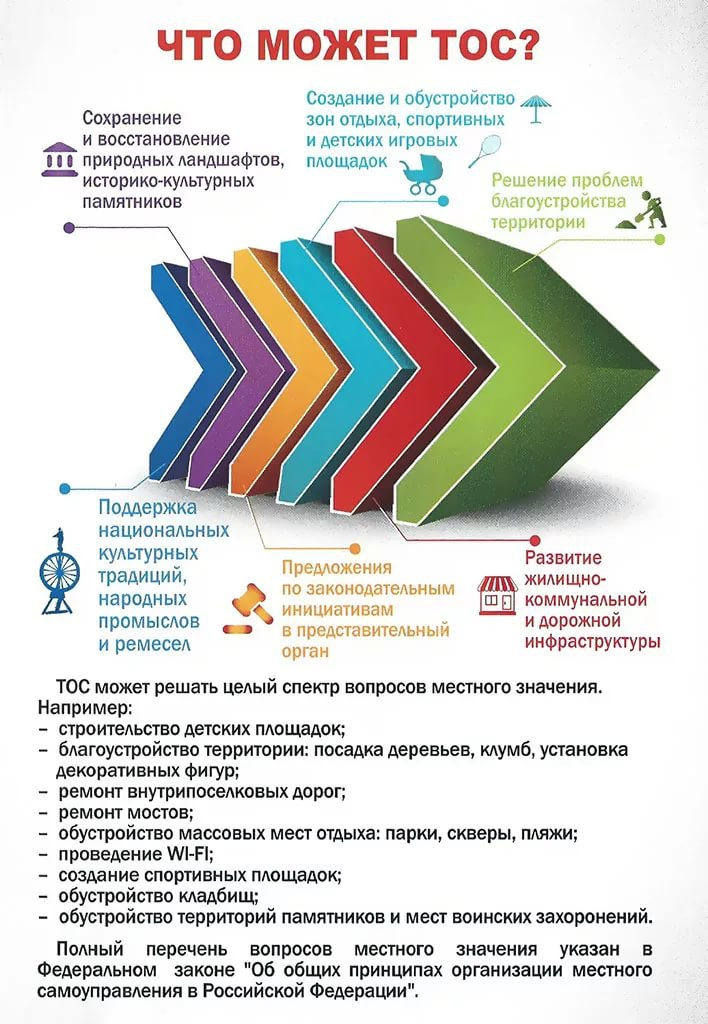 ЧТО МОЖЕТ ТОС?
Сохранение
и восстановление
природных ландшафтов,
историко-культурных
памятников
Создание и обустройство
зон отдыха, спортивных
и детских игровых
площадок
Решение проблем
благоустройства
территории
Поддержка
национальных
культурных
традиций,
народных
промыслов
и ремесел
Предложения
по законодательным
инициативам
в представительный
орган
Развитие
жилищно-
коммунальной
и дорожной
инфраструктуры
ТОС может решать целый спектр вопросов местного значения.
Например:
– строительство детских площадок;
– благоустройство территории: посадка деревьев, клумб, установка
декоративных фигур;
– ремонт внутрипоселковых дорог;
– ремонт мостов;
– обустройство массовых мест отдыха: парки, скверы, пляжи;
– проведение WI-FI;
– создание спортивных площадок;
– обустройство кладбищ;
– обустройство территорий памятников и мест воинских захоронений.
Полный перечень вопросов местного значения указан в
Федеральном законе "Об общих принципах организации местного
самоуправления в Российской Федерации".